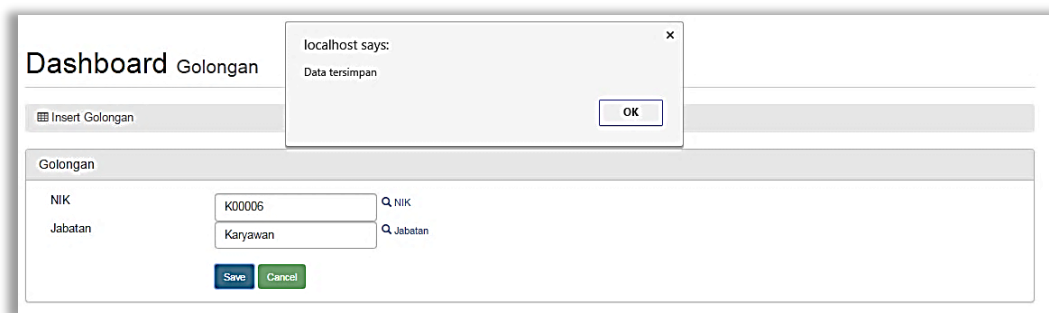 Dashboard Golongan
localhost says:
×
Data tersimpan
OK
Insert Golongan
Golongan
NIK
K00006
NIK
Jabatan
Karyawan
Jabatan
Save
Cancel